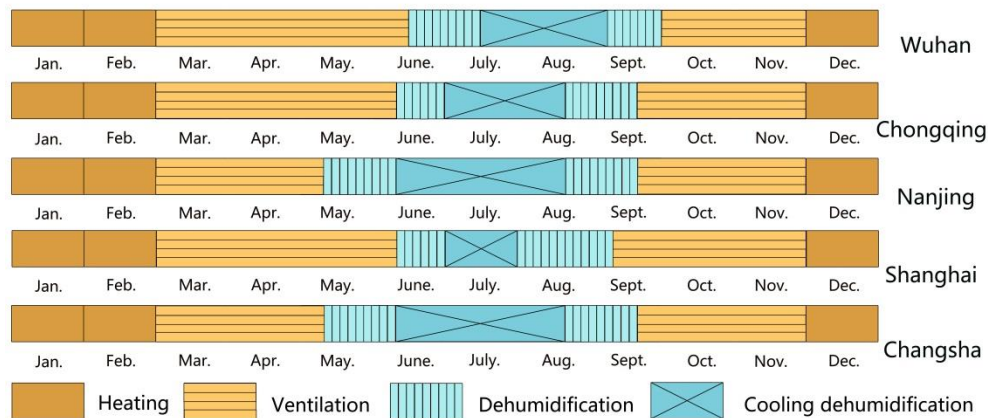 Wuhan
Jan. Feb. Mar. Apr. May. June. July. Aug. Sept. Oct. Nov. Dec.
Chongqing
Jan. Feb. Mar. Apr. May. June. July. Aug. Sept. Oct. Nov. Dec.
Nanjing
Jan. Feb. Mar. Apr. May. June. July. Aug. Sept. Oct. Nov. Dec.
Shanghai
Jan. Feb. Mar. Apr. May. June. July. Aug. Sept. Oct. Nov. Dec.
Changsha
Jan. Feb. Mar. Apr. May. June. July. Aug. Sept. Oct. Nov. Dec.
Heating Ventilation Dehumidification Cooling dehumidification